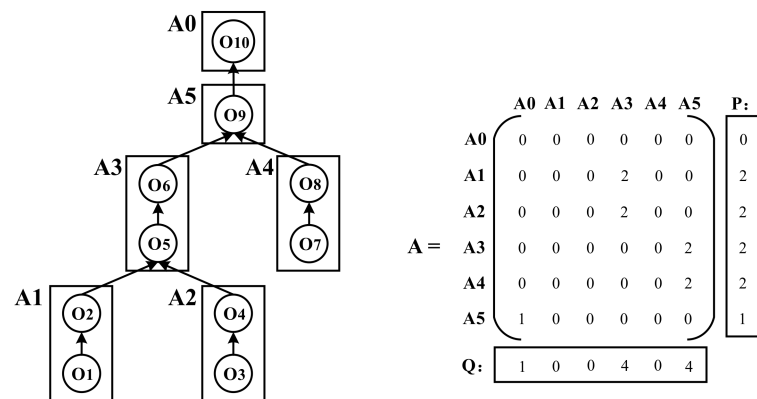 A0
O10
A5
O9
A3
A4
O6
O8
O5
O7
A1
A2
O2
O4
O1
O3
A0 A1 A2 A3 A4 A5 P:
A0 0 0 0 0 0 0 0
A1 0 0 0 2 0 0 2
A2 0 0 0 2 0 0 2
A = A3 0 0 0 0 0 2 2
A4 0 0 0 0 0 2 2
A5 1 0 0 0 0 0 1
Q: 1 0 0 4 0 4